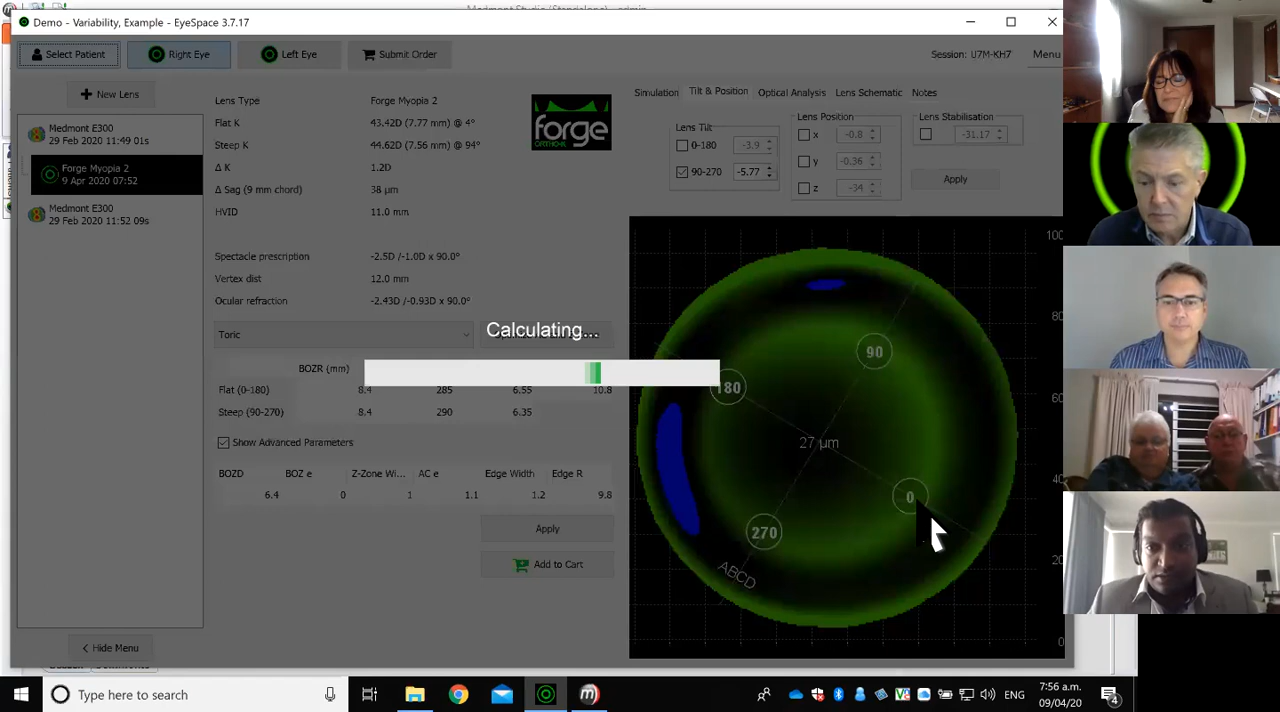 Demo - Variability, Example - EyeSpace 3.7.17
Select Patient
Right Eye
Left Eye
Submit Order
Session: U7M-KH7
Menu
New Lens
Medmont E300
29 Feb 2020 11:49 01s
Forge Myopia 2
9 Apr 2020 07:52
Medmont E300
29 Feb 2020 11:52 09s
Hide Menu
Lens Type Forge Myopia 2
Flat K 43.42D (7.77 mm) @ 4°
Steep K 44.62D (7.56 mm) @ 94°
Δ K 1.2D
Δ Sag (9 mm chord) 38 µm
HVID 11.0 mm
forge
ORTHO-K
Spectacle prescription -2.5D /-1.0D x 90.0°
Vertex dist 12.0 mm
Ocular refraction -2.43D /-0.93D x 90.0°
Toric
Calculating...
BOZR (mm)
Flat (0-180) 8.4 285 6.55 10.8
Steep (90-270) 8.4 290 6.35
Show Advanced Parameters
BOZD BOZ e Z-Zone Wi... AC e Edge Width Edge R
6.4 0 1 1.1 1.2 9.8
Apply
Add to Cart
Simulation Tilt & Position Optical Analysis Lens Schematic Notes
Lens Tilt
0-180 -3.9
90-270 -5.77
Lens Position
x -0.8
y -0.36
z -34
Lens Stabilisation
-31.17
Apply
90
180
27 µm
0
270
ABCD
Type here to search
ENG
7:56 a.m.
09/04/20
4